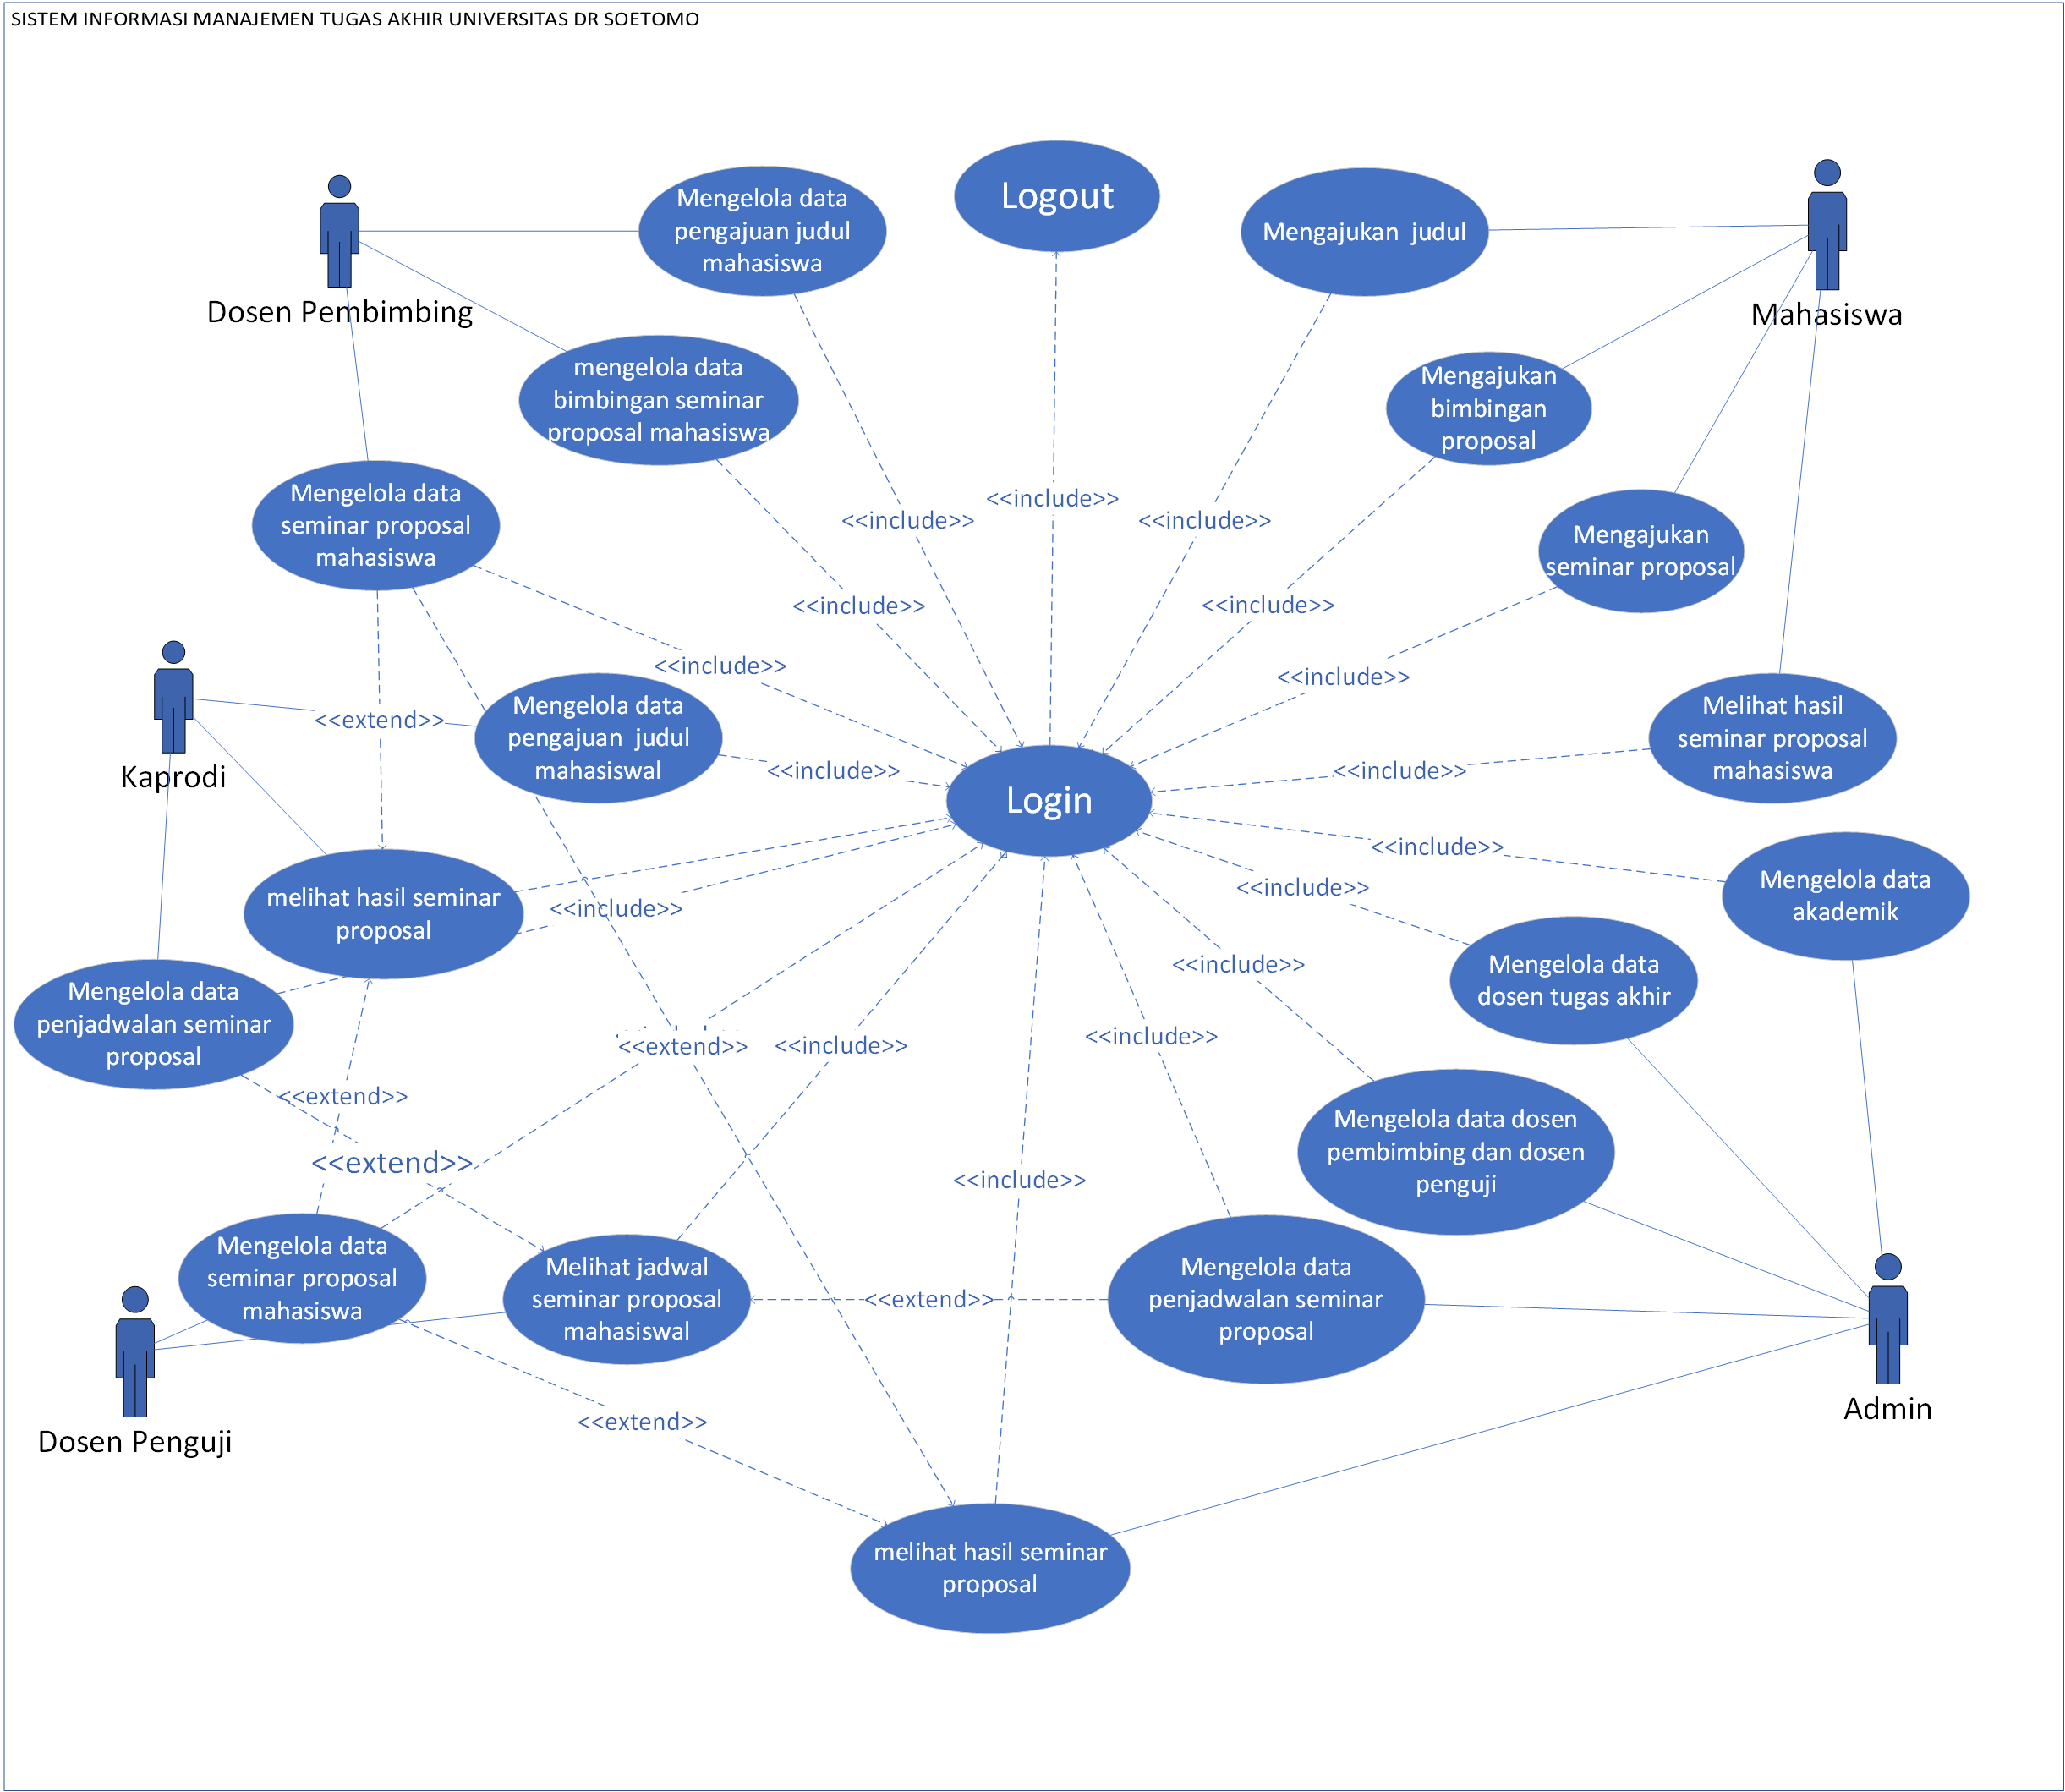 SISTEM INFORMASI MANAJEMEN TUGAS AKHIR UNIVERSITAS DR SOETOMO
Dosen Pembimbing
Mengelola data
pengajuan judul
mahasiswa
Logout
Mengajukan  judul
Mahasiswa
mengelola data
bimbingan seminar
proposal mahasiswa
Mengajukan
bimbingan
proposal
Mengelola data
seminar proposal
mahasiswa
<<include>>
<<include>>
<<include>>
Mengajukan
seminar proposal
<<include>>
<<include>>
<<include>>
<<include>>
Kaprodi
<<extend>>
Mengelola data
pengajuan  judul
mahasiswal
<<include>>
Login
<<include>>
Melihat hasil
seminar proposal
mahasiswa
<<include>>
<<include>>
Mengelola data
akademik
melihat hasil seminar
proposal
<<include>>
<<include>>
Mengelola data
dosen tugas akhir
Mengelola data
penjadwalan seminar
proposal
<<extend>>
<<include>>
<<include>>
<<extend>>
<<extend>>
<<include>>
Mengelola data dosen
pembimbing dan dosen
penguji
Mengelola data
seminar proposal
mahasiswa
Melihat jadwal
seminar proposal
mahasiswal
<<extend>>
Mengelola data
penjadwalan seminar
proposal
Dosen Penguji
<<extend>>
Admin
melihat hasil seminar
proposal